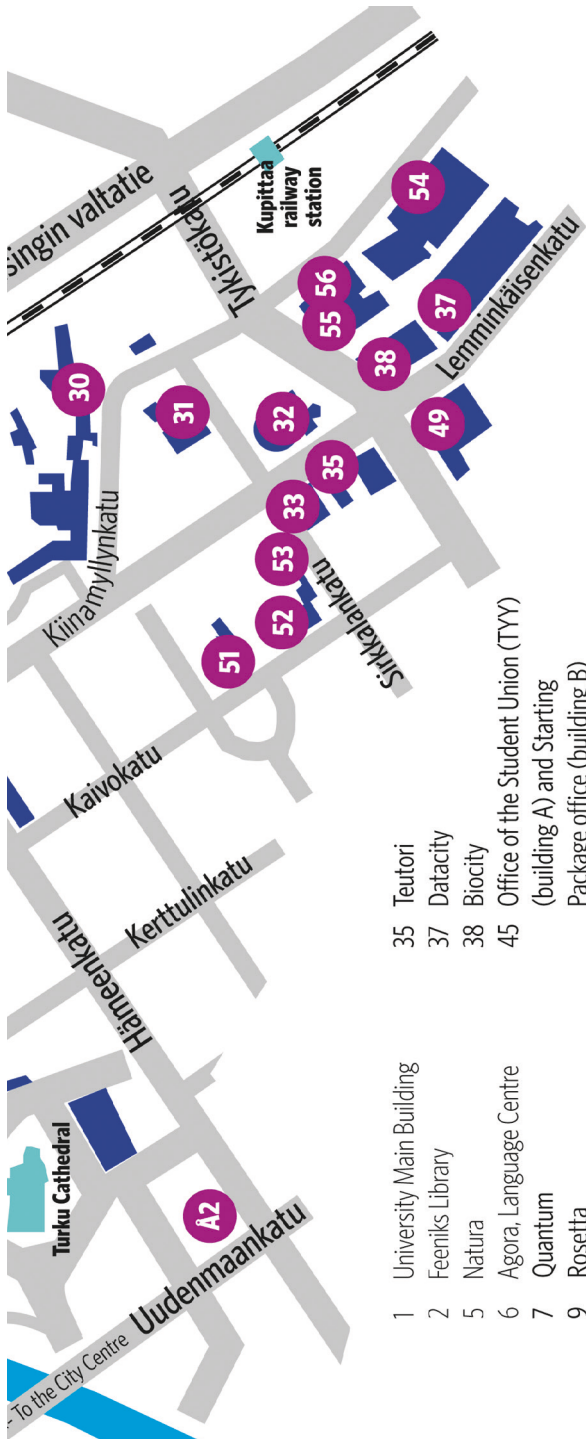 singin valtatie
Tykistökatu
Kupittaa
railway
station
30
31
32
54
56
55
37
38
Lemminkäisenkatu
49
35
33
53
52
51
Kiinamyllynkatu
Sirkkalankatu
Kaivokatu
Kerttulinkatu
Hämeenkatu
Turku Cathedral
Å2
Uudenmaankatu
- To the City Centre
1 University Main Building
2 Feeniks Library
5 Natura
6 Agora, Language Centre
7 Quantum
9 Rosetta
35 Teutori
37 Datacity
38 Biocity
45 Office of the Student Union (TYY)
(building A) and Starting
Package office (building B)